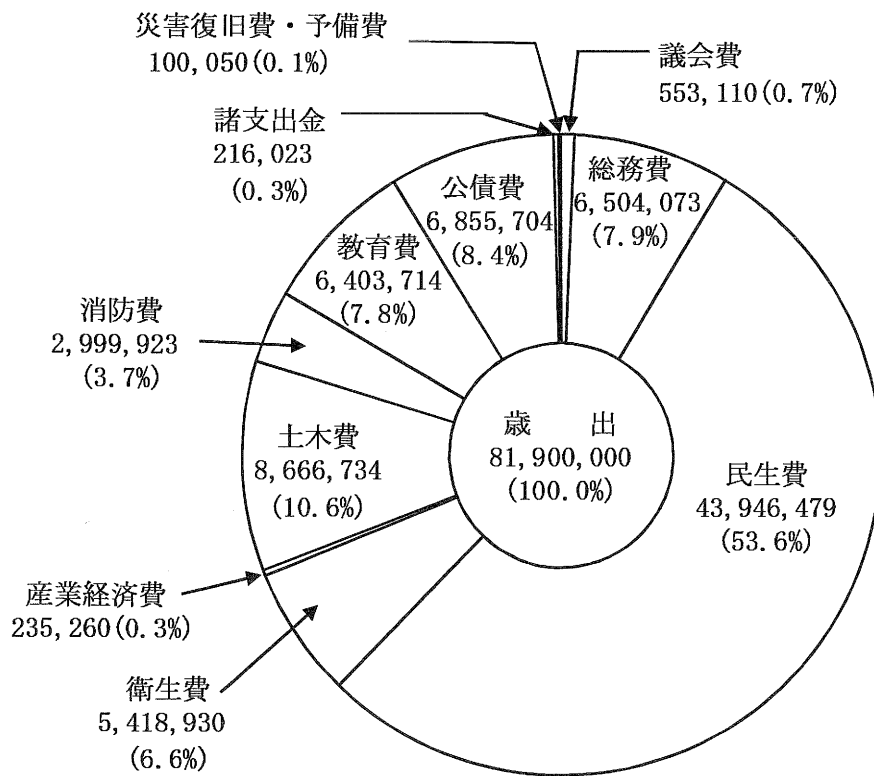 災害復旧費・予備費
100,050(0.1%)
議会費
553,110(0.7%)
諸支出金
216,023
(0.3%)
公債費
6,855,704
(8.4%)
総務費
6,504,073
(7.9%)
教育費
6,403,714
(7.8%)
消防費
2,999,923
(3.7%)
歳　出
81,900,000
(100.0%)
土木費
8,666,734
(10.6%)
民生費
43,946,479
(53.6%)
産業経済費
235,260(0.3%)
衛生費
5,418,930
(6.6%)